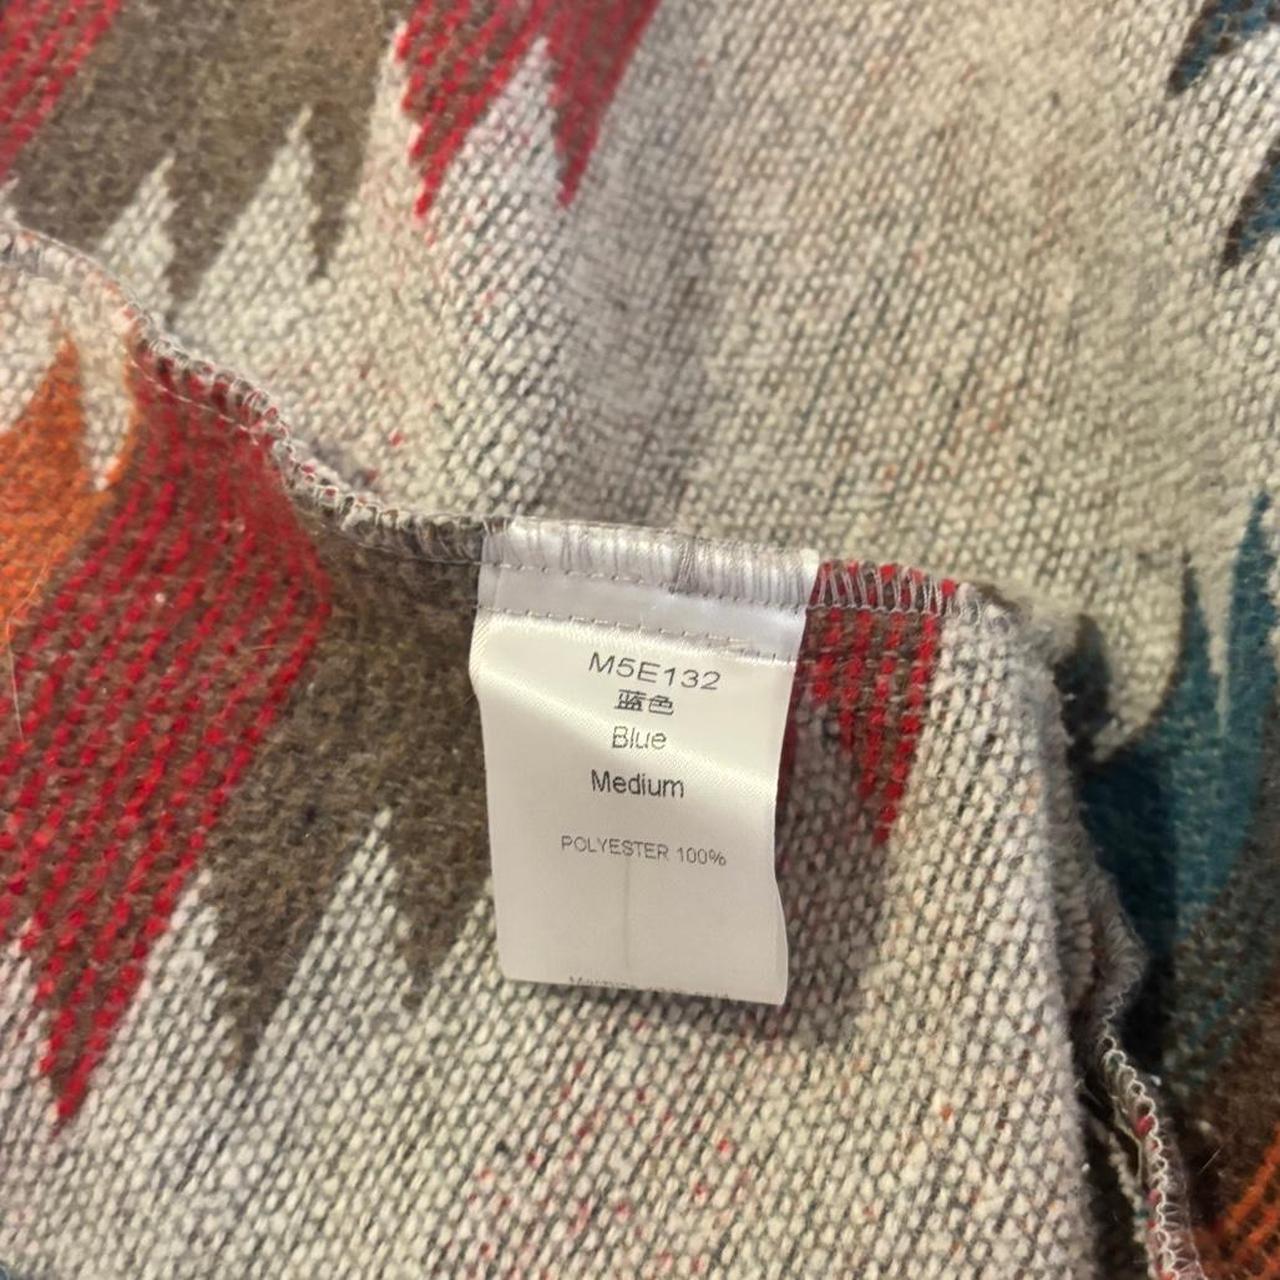 M5E132
蓝色
Blue
Medium
POLYESTER 100%